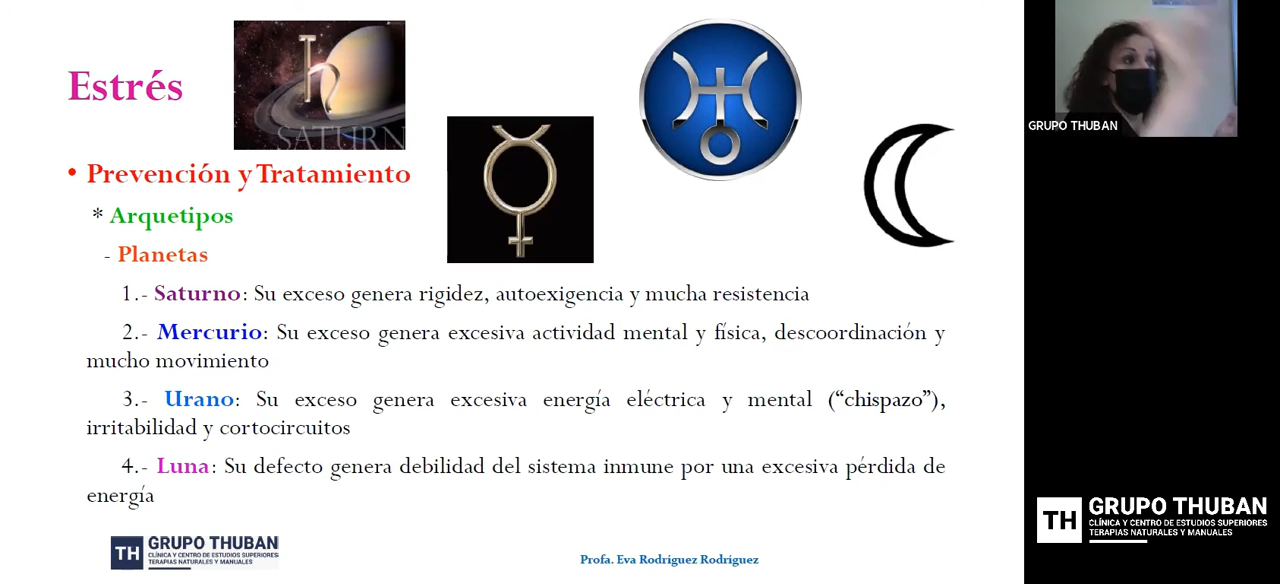 Estrés
SATURN
• Prevención y Tratamiento
* Arquetipos
- Planetas
1.- Saturno: Su exceso genera rigidez, autoexigencia y mucha resistencia
2.- Mercurio: Su exceso genera excesiva actividad mental y física, descoordinación y
mucho movimiento
3.- Urano: Su exceso genera excesiva energía eléctrica y mental (“chispazo”),
irritabilidad y cortocircuitos
4.- Luna: Su defecto genera debilidad del sistema inmune por una excesiva pérdida de
energía
TH GRUPO THUBAN
CLÍNICA Y CENTRO DE ESTUDIOS SUPERIORES
TERAPIAS NATURALES Y MANUALES
Profa. Eva Rodríguez Rodríguez
GRUPO THUBAN
TH GRUPO THUBAN
CLÍNICA Y CENTRO DE ESTUDIOS SUPERIORES
TERAPIAS NATURALES Y MANUALES